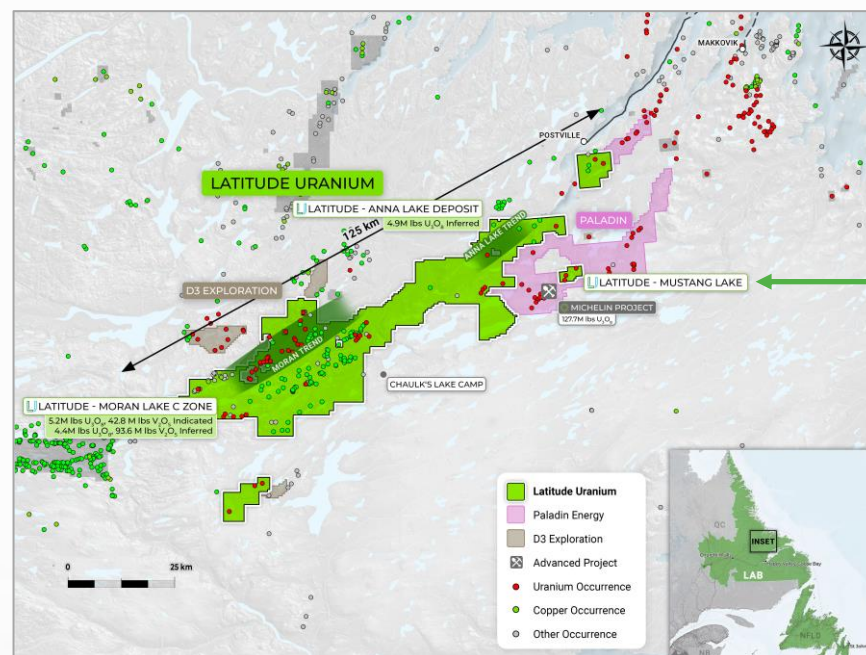 MAKKOVIK
POSTVILLE
LATITUDE URANIUM
LATITUDE - ANNA LAKE DEPOSIT
4.9M lbs U₃O₈ Inferred
125 km
ANNA LAKE TREND
PALADIN
D3 EXPLORATION
LATITUDE - MUSTANG LAKE
MICHELIN PROJECT
127.7M lbs U₃O₈
MORAN TREND
CHAULK'S LAKE CAMP
LATITUDE - MORAN LAKE C ZONE
5.2M lbs U₃O₈, 42.8 M lbs V₂O₅ Indicated
4.4M lbs U₃O₈, 93.6 M lbs V₂O₅ Inferred
0 25 km
Latitude Uranium
Paladin Energy
D3 Exploration
Advanced Project
Uranium Occurrence
Copper Occurrence
Other Occurrence
QC
INSET
LAB
NFLD
NB